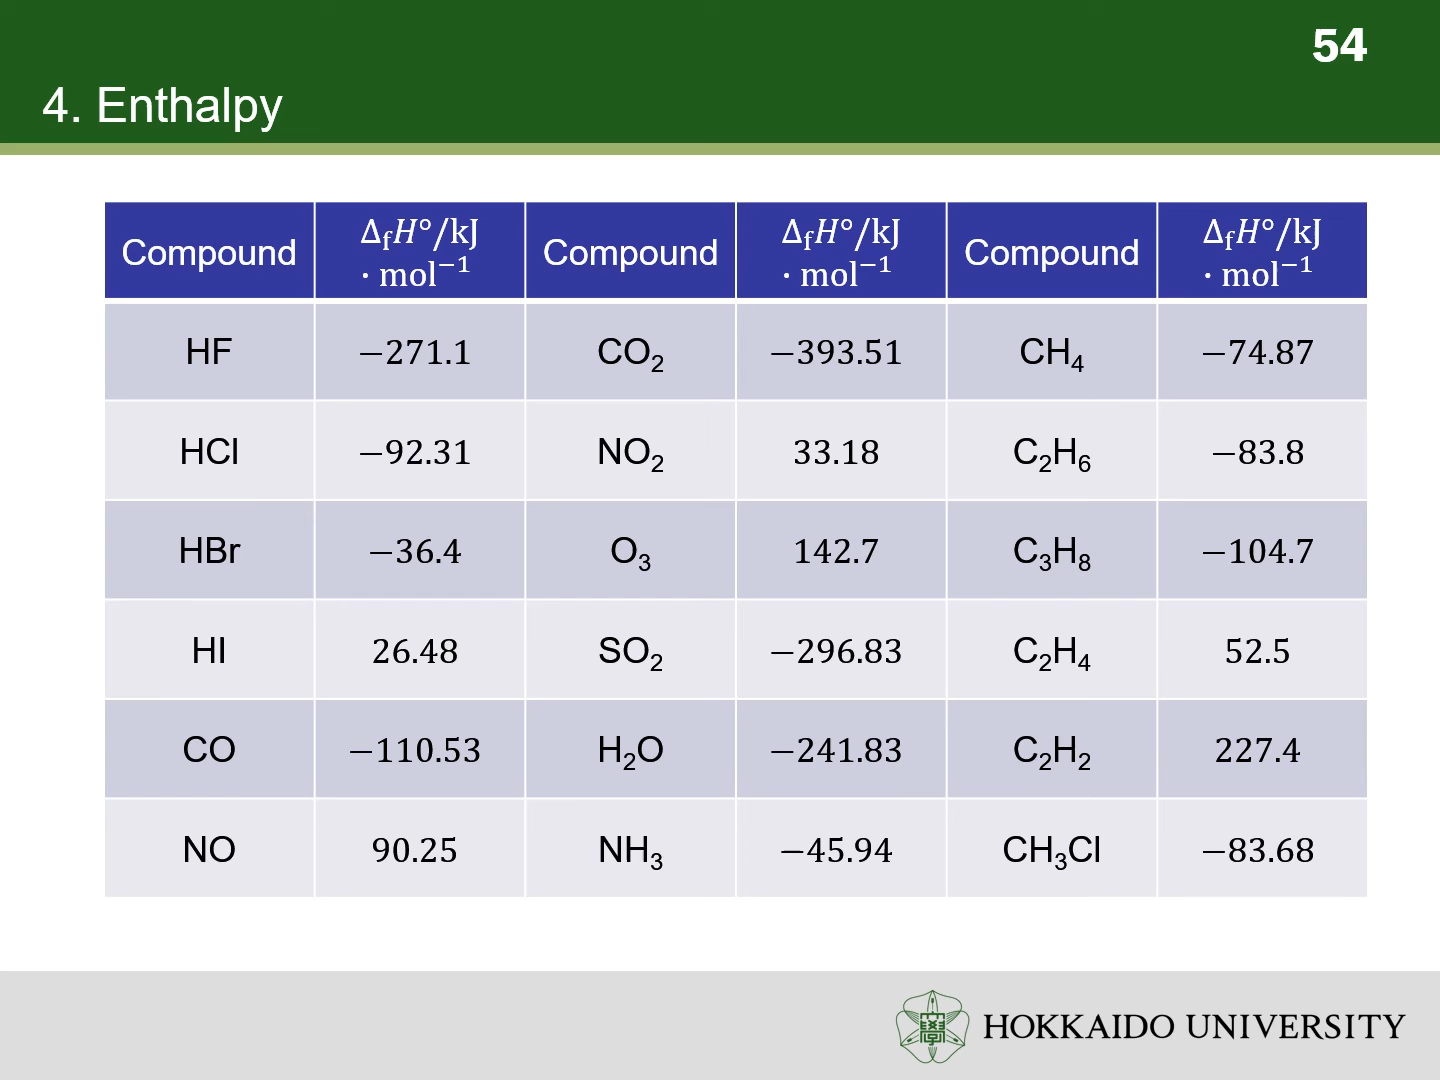 54
4. Enthalpy
Compound ΔfH°/kJ · mol⁻¹ Compound ΔfH°/kJ · mol⁻¹ Compound ΔfH°/kJ · mol⁻¹
HF −271.1 CO₂ −393.51 CH₄ −74.87
HCl −92.31 NO₂ 33.18 C₂H₆ −83.8
HBr −36.4 O₃ 142.7 C₃H₈ −104.7
HI 26.48 SO₂ −296.83 C₂H₄ 52.5
CO −110.53 H₂O −241.83 C₂H₂ 227.4
NO 90.25 NH₃ −45.94 CH₃Cl −83.68
HOKKAIDO UNIVERSITY